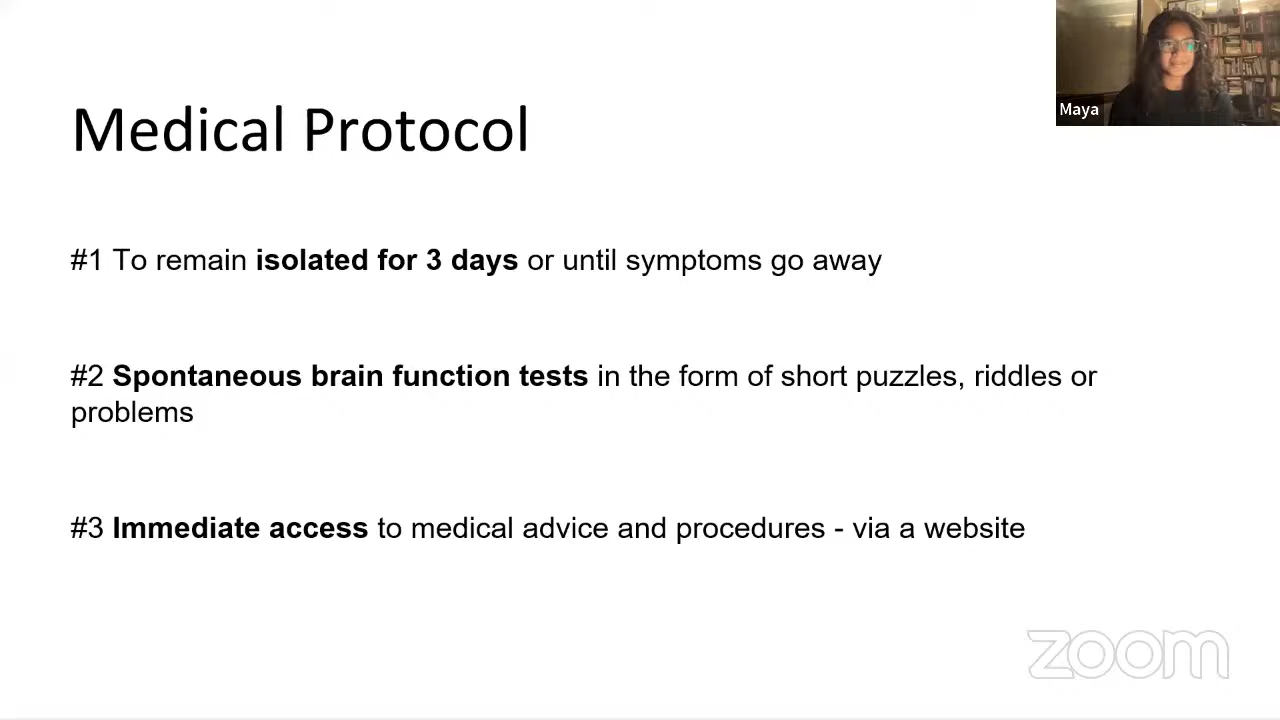 Maya
Medical Protocol
#1 To remain isolated for 3 days or until symptoms go away
#2 Spontaneous brain function tests in the form of short puzzles, riddles or
problems
#3 Immediate access to medical advice and procedures - via a website
zoom